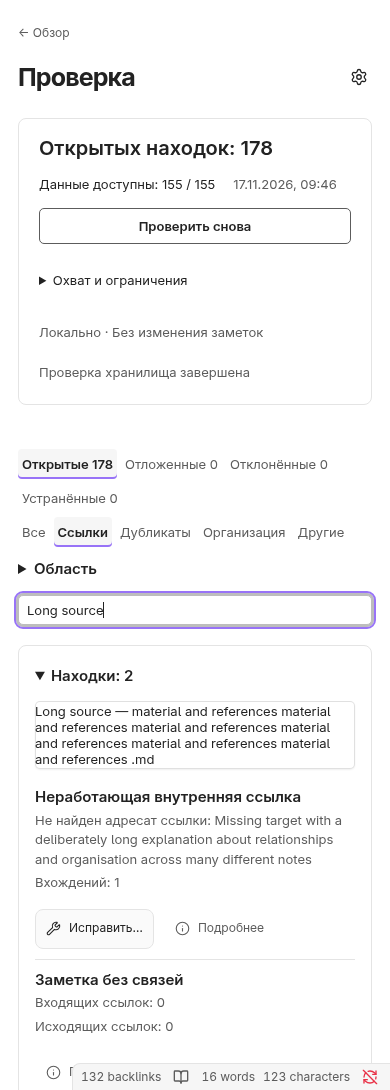 ← Обзор
Проверка
Открытых находок: 178
Данные доступны: 155 / 155 17.11.2026, 09:46
Проверить снова
Охват и ограничения
Локально · Без изменения заметок
Проверка хранилища завершена
Открытые 178 Отложенные 0 Отклонённые 0
Устранённые 0
Все Ссылки Дубликаты Организация Другие
Область
Long source
Находки: 2
Long source — material and references material
and references material and references material
and references material and references material
and references .md
Неработающая внутренняя ссылка
Не найден адресат ссылки: Missing target with a
deliberately long explanation about relationships
and organisation across many different notes
Вхождений: 1
Исправить… Подробнее
Заметка без связей
Входящих ссылок: 0
Исходящих ссылок: 0
132 backlinks 16 words 123 characters